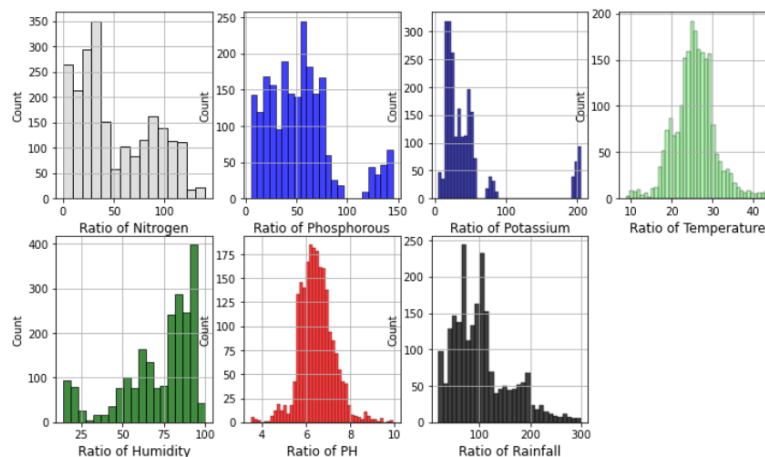 350
300
250
200
150
100
50
0
Count
0 50 100
Ratio of Nitrogen
250
200
150
100
50
0
Count
0 50 100 150
Ratio of Phosphorous
300
250
200
150
100
50
0
Count
0 100 200
Ratio of Potassium
200
150
100
50
0
Count
10 20 30 40
Ratio of Temperature
400
300
200
100
0
25 50 75 100
Ratio of Humidity
175
150
125
100
75
50
25
0
Count
4 6 8 10
Ratio of PH
250
200
150
100
50
0
Count
100 200 300
Ratio of Rainfall